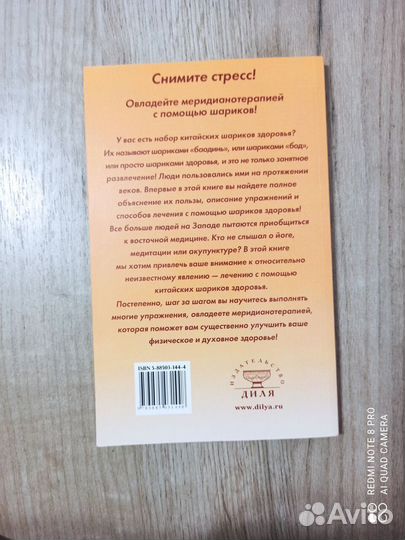 Снимите стресс!
Овладейте меридианотерапией
с помощью шариков!
У вас есть набор китайских шариков здоровья?
Их называют шариками «баодинь», или шариками «бад»,
или просто шариками здоровья, и это не только занятное
развлечение! Люди пользовались ими на протяжении
веков. Впервые в этой книге вы найдете полное
объяснение их пользы, описание упражнений и
способов лечения с помощью шариков здоровья!
Все больше людей на Западе пытаются приобщиться
к восточной медицине. Кто не слышал о йоге,
медитации или акупунктуре? В этой книге
мы хотим привлечь ваше внимание к относительно
неизвестному явлению — лечению с помощью
китайских шариков здоровья.
Постепенно, шаг за шагом вы научитесь выполнять
многие упражнения, овладеете меридианотерапией,
которая поможет вам существенно улучшить ваше
физическое и духовное здоровье!
ISBN 5-88503-144-4
ИЗДАТЕЛЬСТВО
ДИЛЯ
www.dilya.ru
REDMI NOTE 8 PRO
AI QUAD CAMERA
Avito